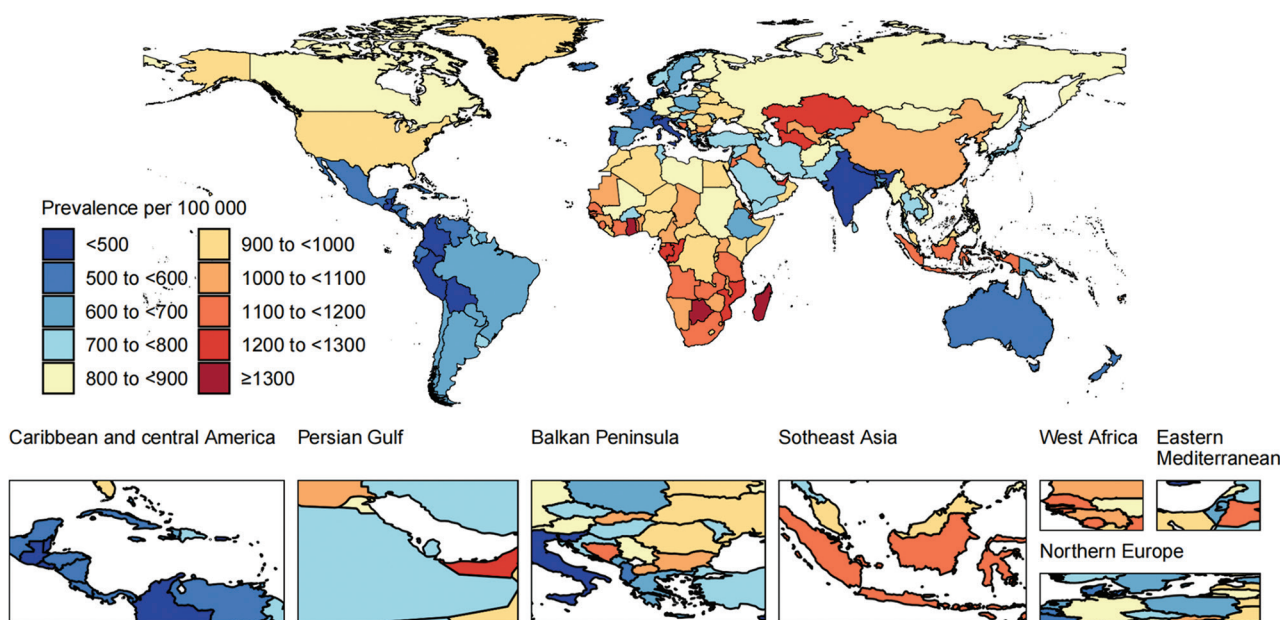 Prevalence per 100 000
<500
500 to <600
600 to <700
700 to <800
800 to <900
900 to <1000
1000 to <1100
1100 to <1200
1200 to <1300
≥1300
Caribbean and central America
Persian Gulf
Balkan Peninsula
Sotheast Asia
West Africa
Eastern
Mediterranean
Northern Europe